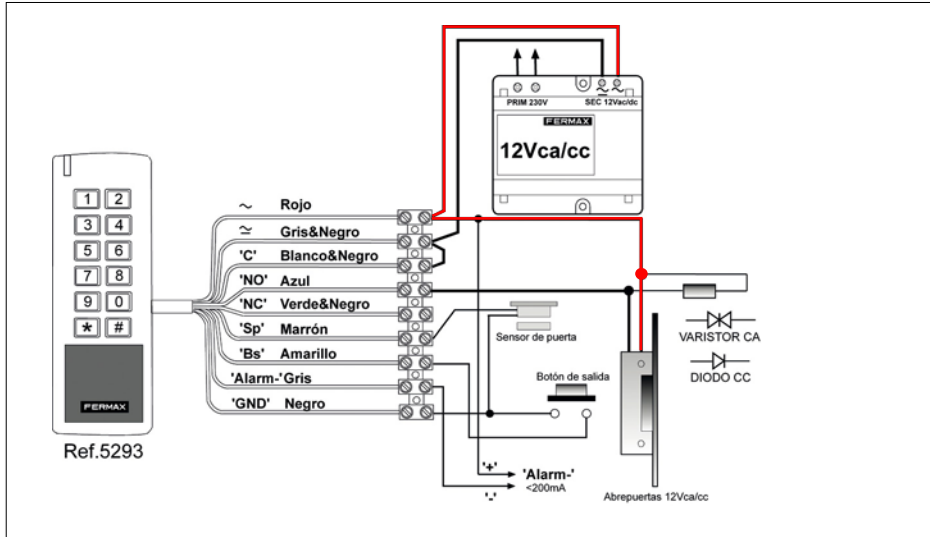 PRIM 230V
SEC 12Vac/dc
FERMAX
12Vca/cc
1 2
3 4
5 6
7 8
9 0
* #
FERMAX
Ref.5293
~ Rojo
≃ Gris&Negro
'C' Blanco&Negro
'NO' Azul
'NC' Verde&Negro
'Sp' Marrón
'Bs' Amarillo
'Alarm-' Gris
'GND' Negro
Sensor de puerta
Botón de salida
'+'
'Alarm-'
<200mA
'-'
VARISTOR CA
DIODO CC
Abrepuertas 12Vca/cc